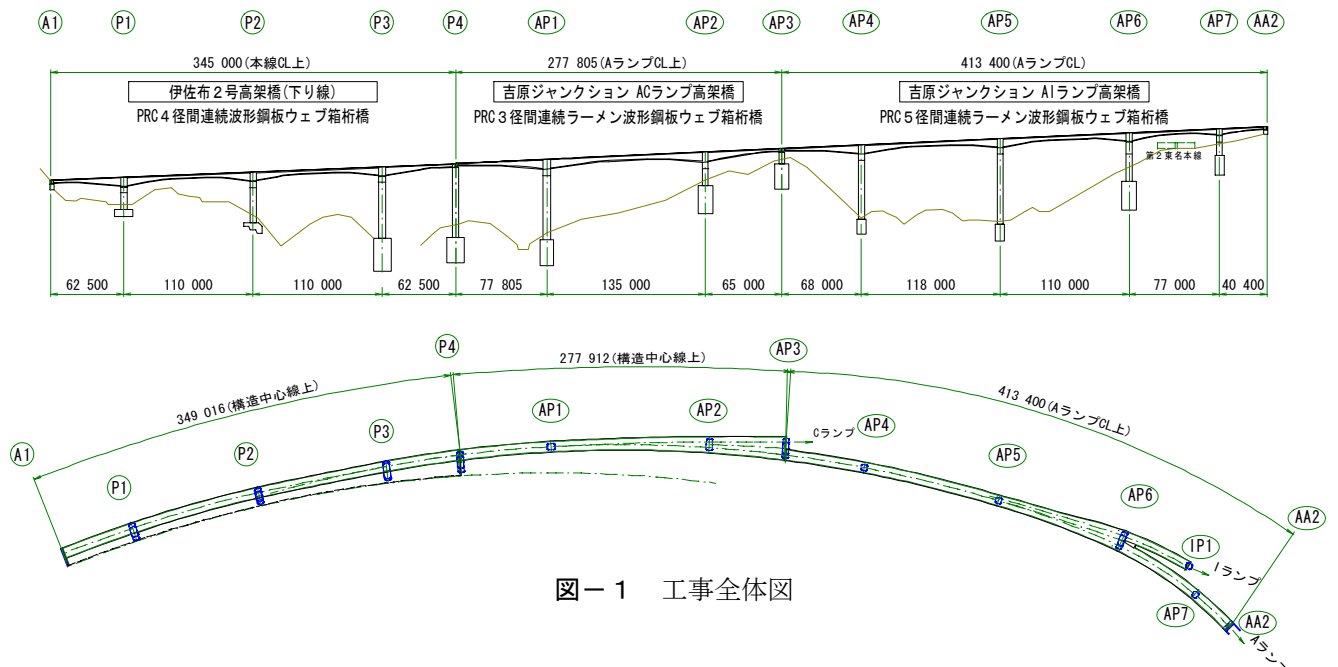 A1 P1 P2 P3 P4 AP1 AP2 AP3 AP4 AP5 AP6 AP7 AA2
345 000(本線CL上) 277 805(AランプCL上) 413 400(AランプCL)
伊佐布2号高架橋(下り線) 吉原ジャンクション ACランプ高架橋 吉原ジャンクション AIランプ高架橋
PRC4径間連続波形鋼板ウェブ箱桁橋 PRC3径間連続ラーメン波形鋼板ウェブ箱桁橋 PRC5径間連続ラーメン波形鋼板ウェブ箱桁橋
第2東名本線
62 500 110 000 110 000 62 500 77 805 135 000 65 000 68 000 118 000 110 000 77 000 40 400
P4 277 912(構造中心線上) AP3
349 016(構造中心線上) 413 400(AランプCL上)
A1 P1 P2 P3 AP1 AP2 Cランプ AP4 AP5 AP6 AA2
IP1
Iランプ
AP7 AA2
Aランプ
図-1 工事全体図